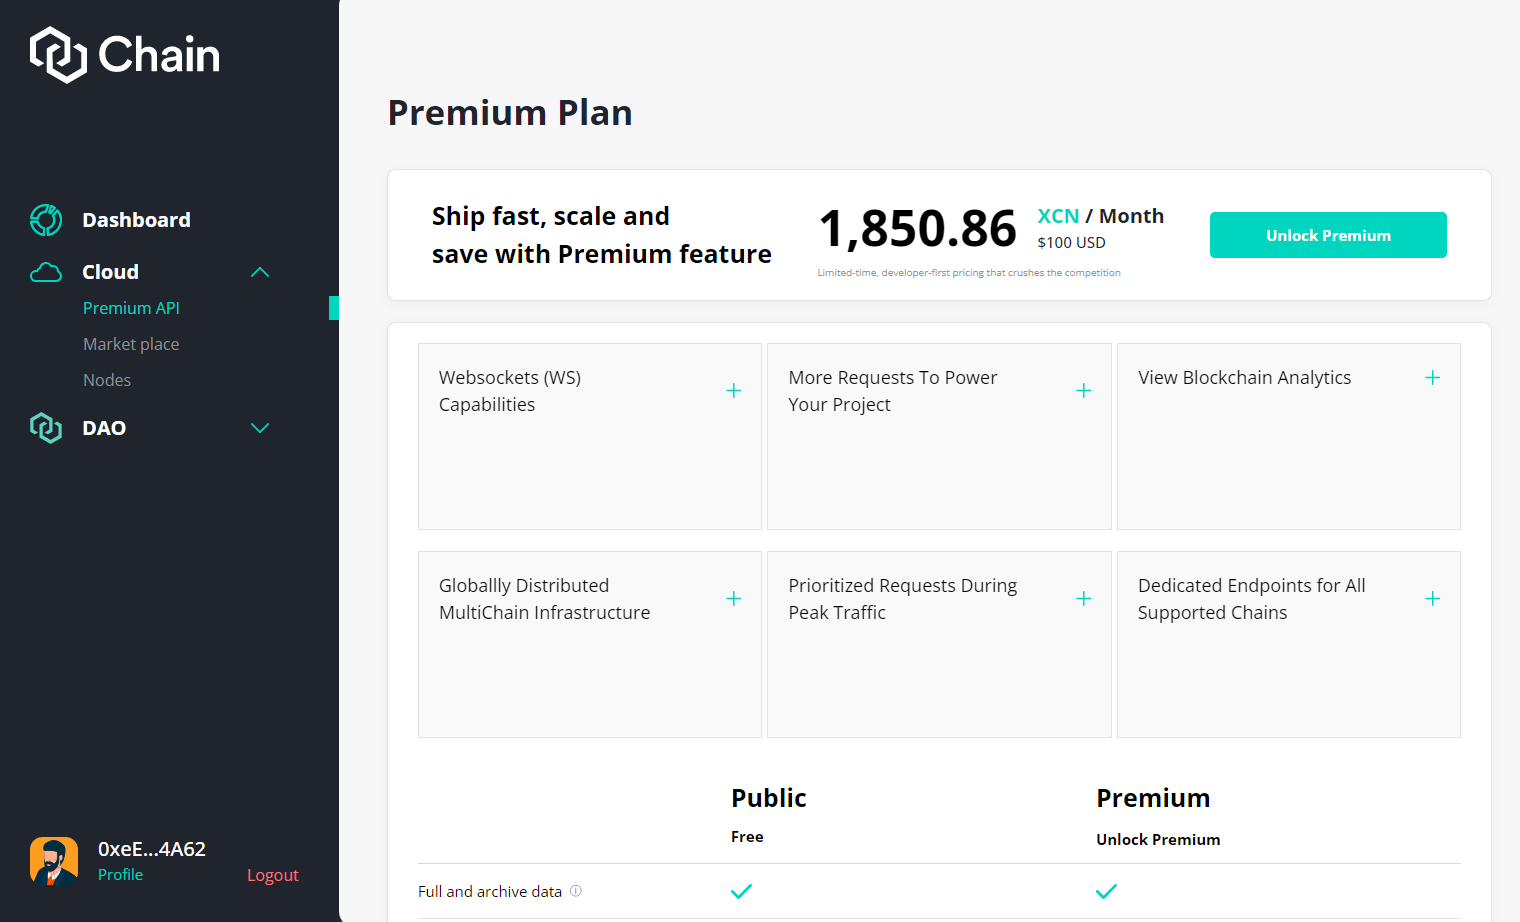 Chain
Dashboard
Cloud
Premium API
Market place
Nodes
DAO
0xeE...4A62
Profile
Logout
Premium Plan
Ship fast, scale and
save with Premium feature
1,850.86
XCN / Month
$100 USD
Limited-time, developer-first pricing that crushes the competition
Unlock Premium
Websockets (WS)
Capabilities
More Requests To Power
Your Project
View Blockchain Analytics
Globallly Distributed
MultiChain Infrastructure
Prioritized Requests During
Peak Traffic
Dedicated Endpoints for All
Supported Chains
Public
Free
Premium
Unlock Premium
Full and archive data